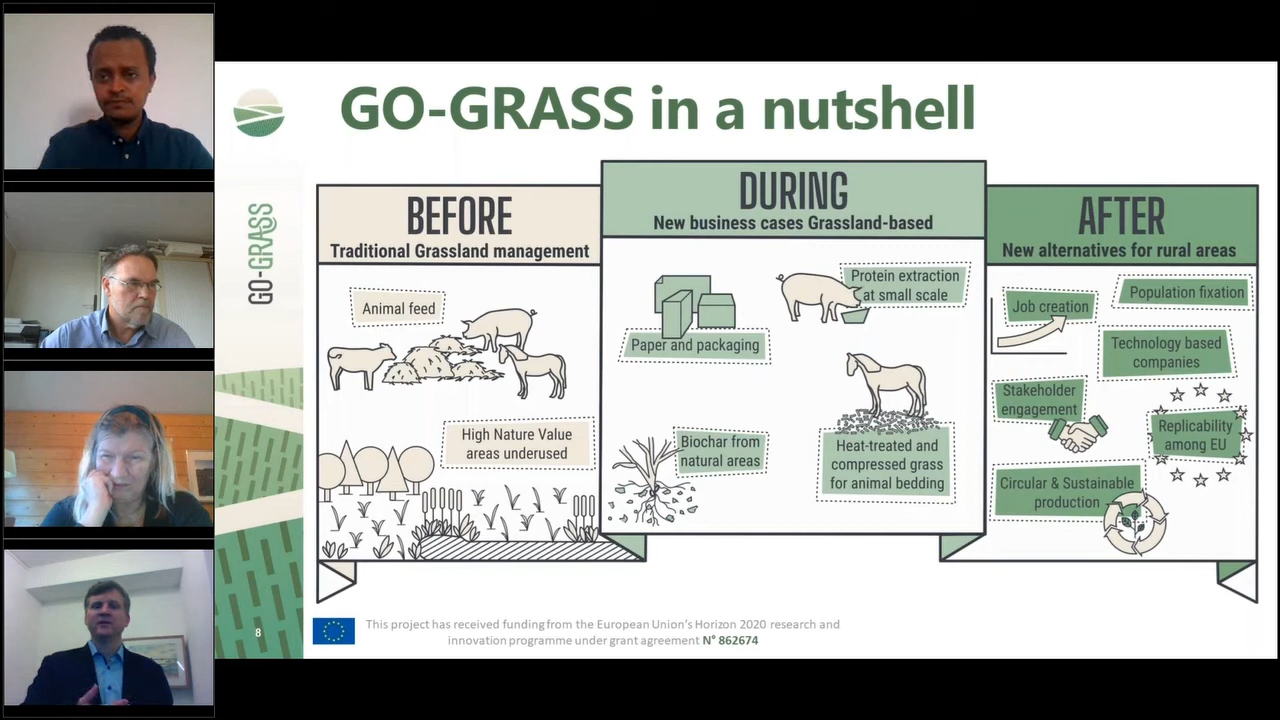 GO-GRASS in a nutshell
GO-GRASS
BEFORE
Traditional Grassland management
Animal feed
High Nature Value
areas underused
DURING
New business cases Grassland-based
Paper and packaging
Protein extraction
at small scale
Biochar from
natural areas
Heat-treated and
compressed grass
for animal bedding
AFTER
New alternatives for rural areas
Job creation
Population fixation
Technology based
companies
Stakeholder
engagement
Replicability
among EU
Circular & Sustainable
production
8
This project has received funding from the European Union's Horizon 2020 research and
innovation programme under grant agreement N° 862674